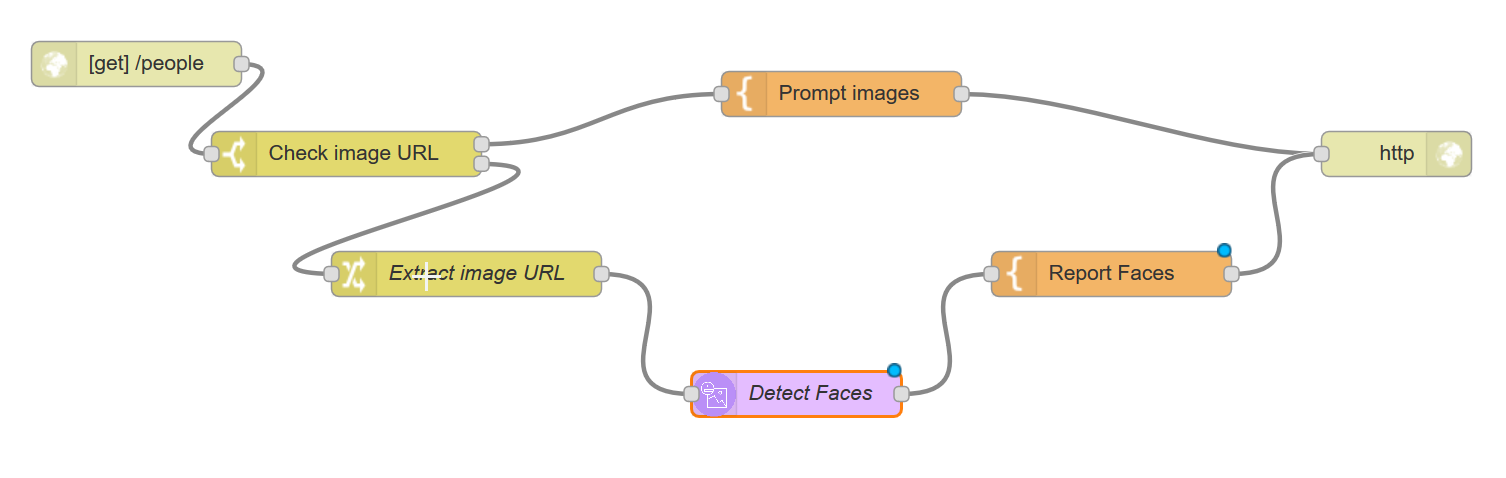 [get] /people
Prompt images
Check image URL
http
Extract image URL
Report Faces
Detect Faces